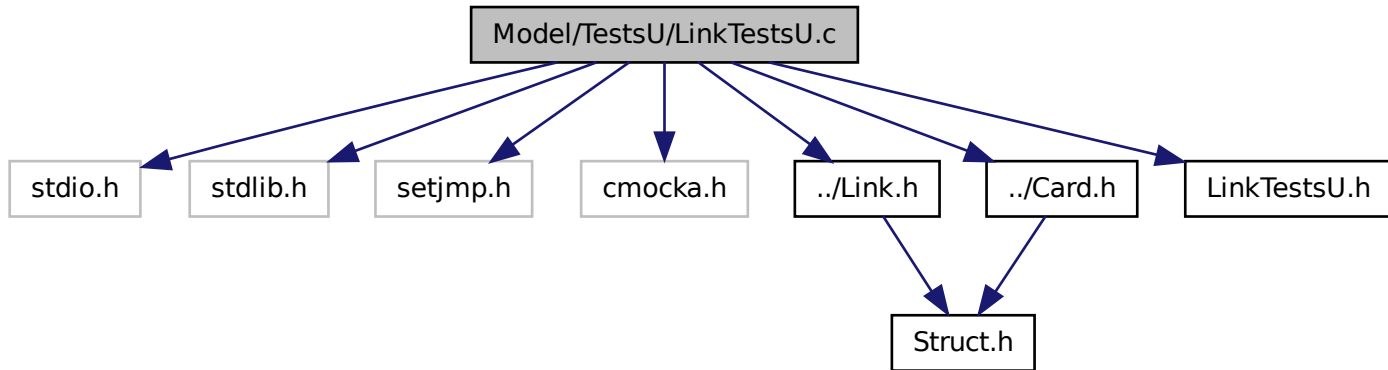 Model/TestsU/LinkTestsU.c
stdio.h
stdlib.h
setjmp.h
cmocka.h
../Link.h
../Card.h
LinkTestsU.h
Struct.h